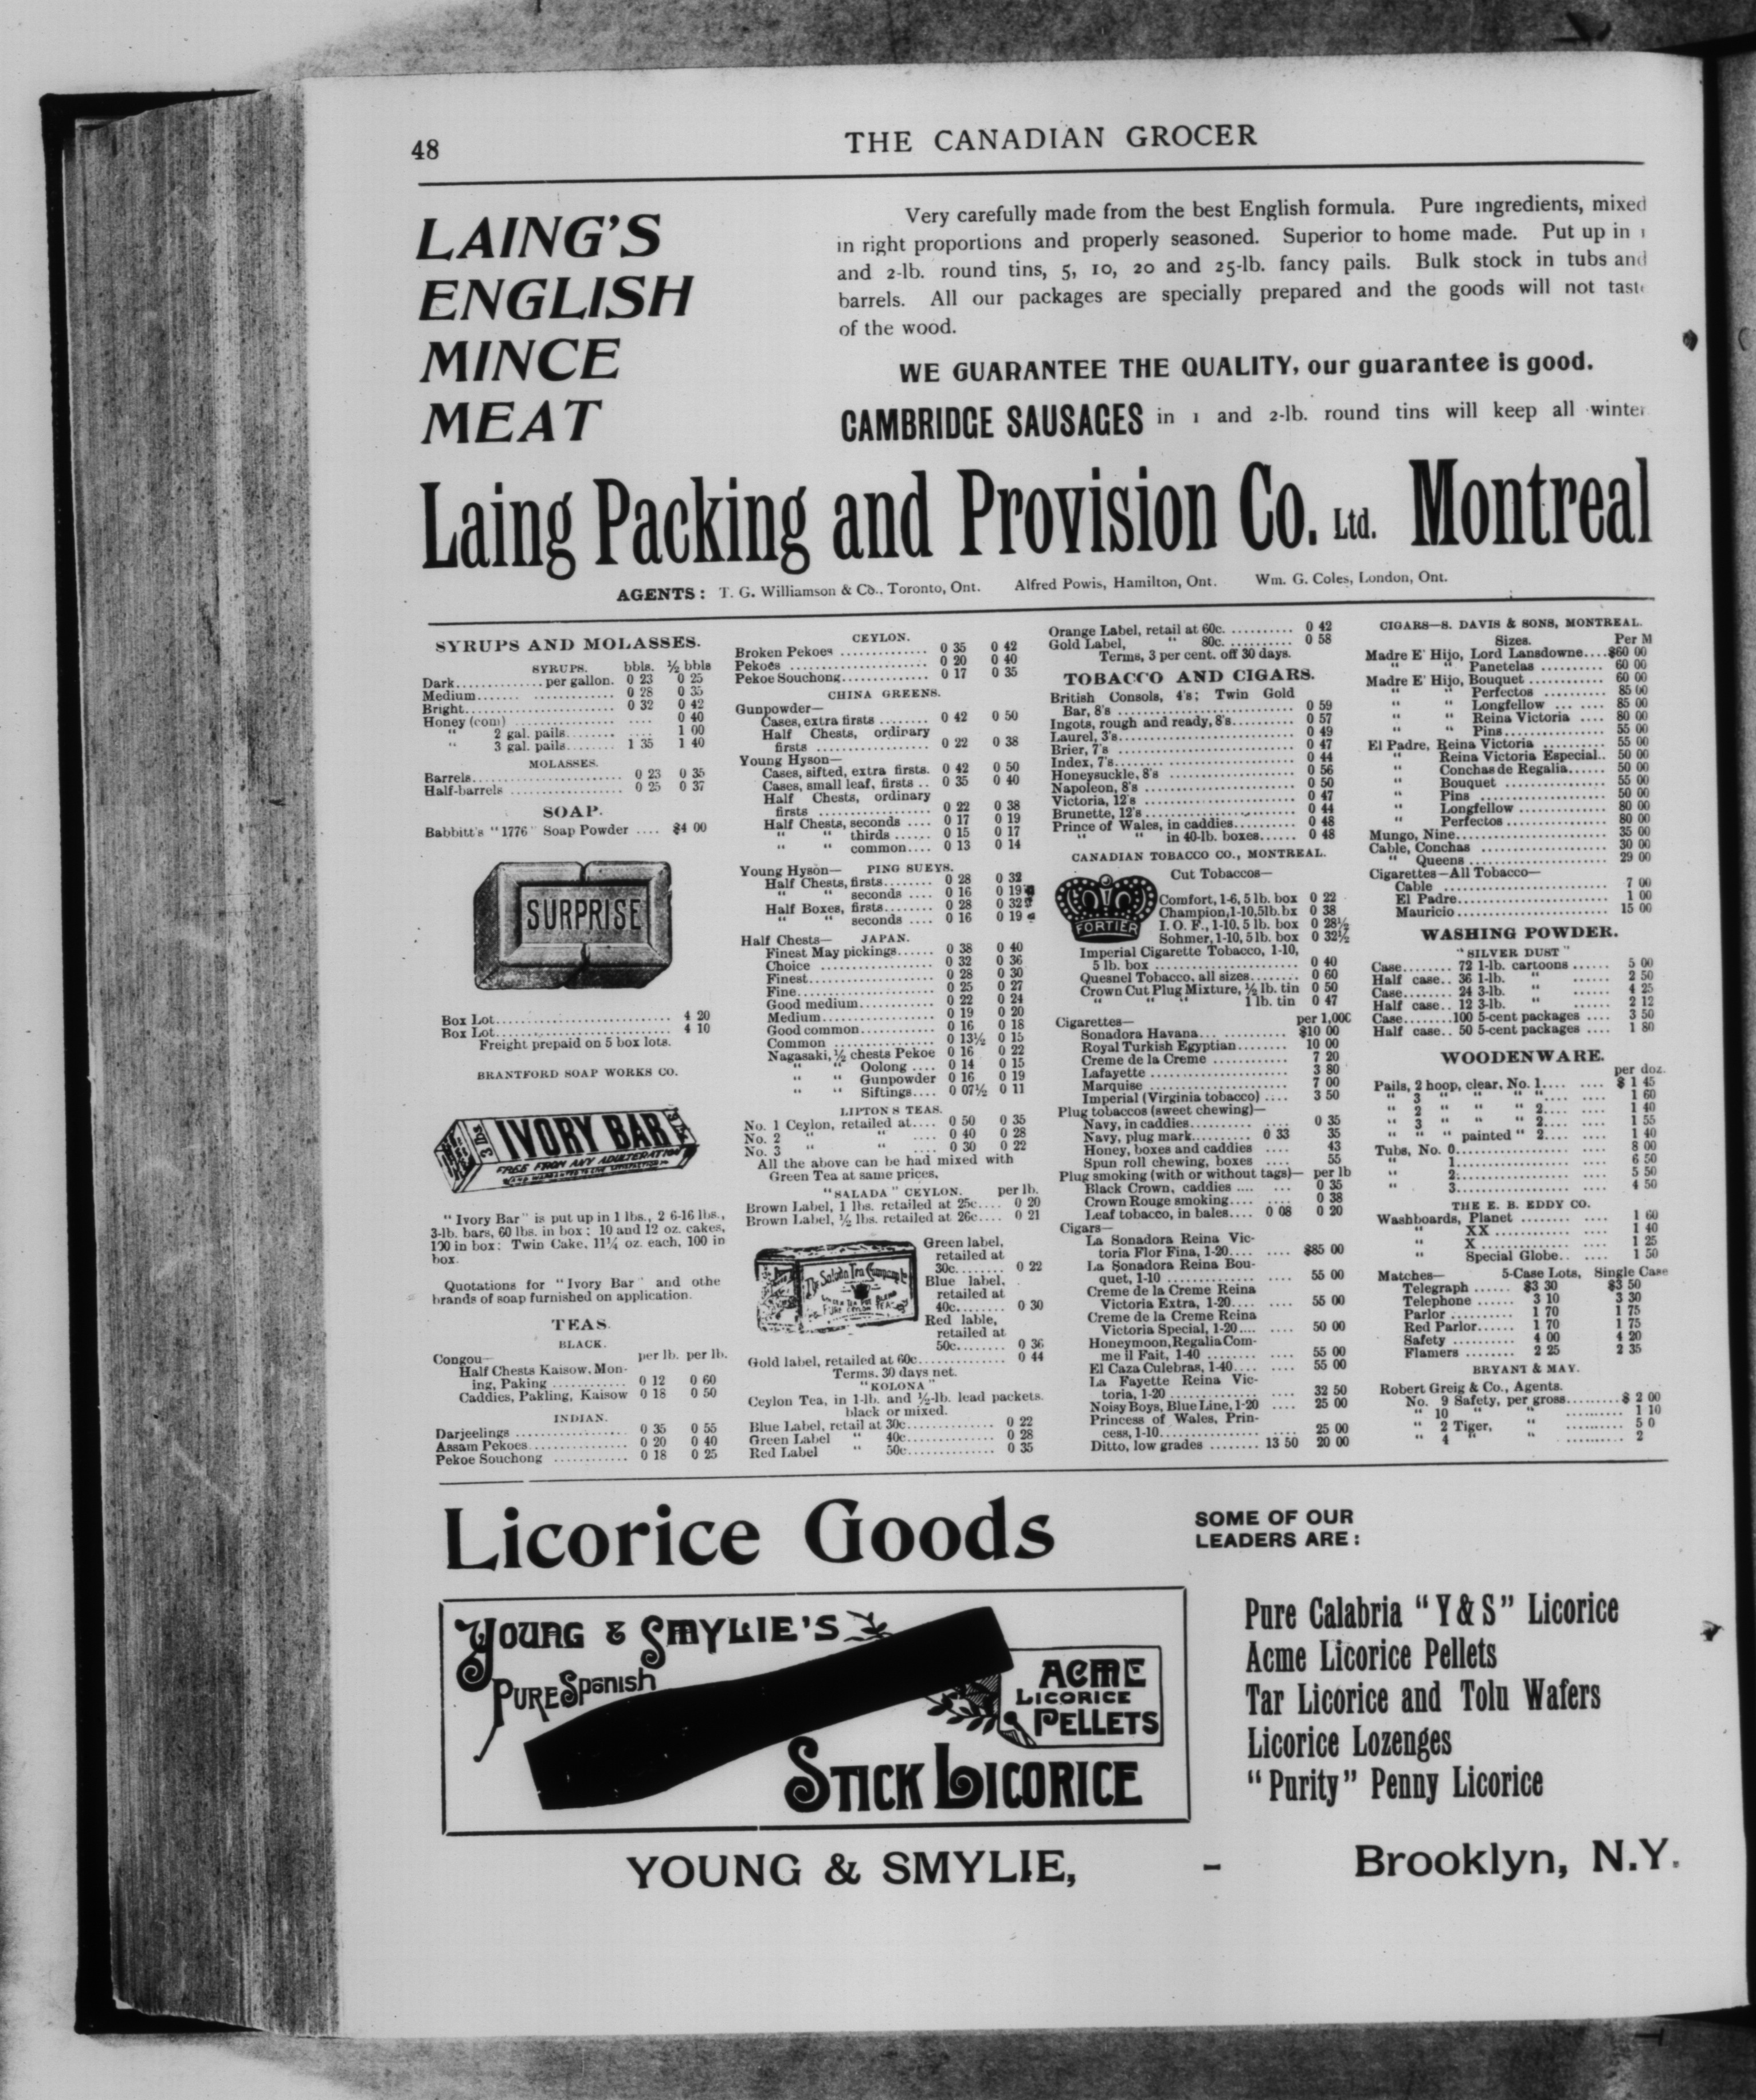 48
THE CANADIAN GROCER
LAING'S
ENGLISH
MINCE
MEAT
Very carefully made from the best English formula. Pure ingredients, mixed
in right proportions and properly seasoned. Superior to home made. Put up in 1
and 2-lb. round tins, 5, 10, 20 and 25-lb. fancy pails. Bulk stock in tubs and
barrels. All our packages are specially prepared and the goods will not taste
of the wood.
WE GUARANTEE THE QUALITY, our guarantee is good.
CAMBRIDGE SAUSAGES in 1 and 2-lb. round tins will keep all winter
Laing Packing and Provision Co. Ltd. Montreal
AGENTS: T. G. Williamson & Co., Toronto, Ont. Alfred Powis, Hamilton, Ont. Wm. G. Coles, London, Ont.
SYRUPS AND MOLASSES.
SYRUPS. bbls. ½ bbls
Dark............. per gallon. 0 23 0 25
Medium....... ............. 0 28 0 35
Bright....................... 0 32 0 42
Honey (com) ................ .... 0 40
" 2 gal. pails........ .... 1 00
" 3 gal. pails........ 1 35 1 40
MOLASSES.
Barrels....................... 0 23 0 35
Half-barrels ................. 0 25 0 37
SOAP.
Babbitt's "1776" Soap Powder .... $4 00
SURPRISE
Box Lot........................... 4 20
Box Lot........................... 4 10
Freight prepaid on 5 box lots.
BRANTFORD SOAP WORKS CO.
3 lbs
IVORY BAR
FREE FROM ANY ADULTERATION
"Ivory Bar" is put up in 1 lbs., 2 6-16 lbs.,
3-lb. bars, 60 lbs. in box; 10 and 12 oz. cakes,
100 in box; Twin Cake, 11¼ oz. each, 100 in
box.
Quotations for "Ivory Bar" and othe
brands of soap furnished on application.
TEAS.
BLACK.
Congou— per lb. per lb.
Half Chests Kaisow, Mon-
ing, Paking ........... 0 12 0 60
Caddies, Pakling, Kaisow 0 18 0 50
INDIAN.
Darjeelings ................. 0 35 0 55
Assam Pekoes............... 0 20 0 40
Pekoe Souchong ............ 0 18 0 25
CEYLON.
Broken Pekoes ............. 0 35 0 42
Pekoes ..................... 0 20 0 40
Pekoe Souchong............. 0 17 0 35
CHINA GREENS.
Gunpowder—
Cases, extra firsts ........ 0 42 0 50
Half Chests, ordinary
firsts ................. 0 22 0 38
Young Hyson—
Cases, sifted, extra firsts. 0 42 0 50
Cases, small leaf, firsts .. 0 35 0 40
Half Chests, ordinary
firsts ................. 0 22 0 38
Half Chests, seconds .... 0 17 0 19
" " thirds ...... 0 15 0 17
" " common.... 0 13 0 14
Young Hyson— PING SUEYS.
Half Chests, firsts........ 0 28 0 32
" " seconds .... 0 16 0 19
Half Boxes, firsts........ 0 28 0 32
" " seconds .... 0 16 0 19
Half Chests— JAPAN.
Finest May pickings...... 0 38 0 40
Choice ................. 0 32 0 36
Finest................... 0 28 0 30
Fine..................... 0 25 0 27
Good medium............ 0 22 0 24
Medium................. 0 19 0 20
Good common........... 0 16 0 18
Common ............... 0 13½ 0 15
Nagasaki, ½ chests Pekoe 0 16 0 22
" " Oolong .... 0 14 0 15
" " Gunpowder 0 16 0 19
" " Siftings.... 0 07½ 0 11
LIPTON'S TEAS.
No. 1 Ceylon, retailed at.... 0 50 0 35
No. 2 " " .... 0 40 0 28
No. 3 " " .... 0 30 0 22
All the above can be had mixed with
Green Tea at same prices.
"SALADA" CEYLON. per lb.
Brown Label, 1 lbs. retailed at 25c.... 0 20
Brown Label, ½ lbs. retailed at 26c.... 0 21
The Salada Tea Company
Green label,
retailed at
30c........ 0 22
Blue label,
retailed at
40c........ 0 30
Red lable,
retailed at
50c........ 0 36
Gold label, retailed at 60c............. 0 44
Terms, 30 days net.
"KOLONA"
Ceylon Tea, in 1-lb. and ½-lb. lead packets,
black or mixed.
Blue Label, retail at 30c............. 0 22
Green Label " 40c............. 0 28
Red Label " 50c............. 0 35
Orange Label, retail at 60c. .......... 0 42
Gold Label, " 80c. .......... 0 58
Terms, 3 per cent. off 30 days.
TOBACCO AND CIGARS.
British Consols, 4's; Twin Gold
Bar, 8's ........................... 0 59
Ingots, rough and ready, 8's.......... 0 57
Laurel, 3's........................... 0 49
Brier, 7's ........................... 0 47
Index, 7's........................... 0 44
Honeysuckle, 8's .................... 0 56
Napoleon, 8's ....................... 0 50
Victoria, 12's ....................... 0 47
Brunette, 12's....................... 0 44
Prince of Wales, in caddies.......... 0 48
" " in 40-lb. boxes...... 0 48
CANADIAN TOBACCO CO., MONTREAL.
FORTIER
Cut Tobaccos—
Comfort, 1-6, 5 lb. box 0 22
Champion, 1-10, 5lb. bx 0 38
I. O. F., 1-10, 5 lb. box 0 28½
Sohmer, 1-10, 5lb. box 0 32½
Imperial Cigarette Tobacco, 1-10,
5 lb. box ...................... 0 40
Quesnel Tobacco, all sizes....... 0 60
Crown Cut Plug Mixture, ½ lb. tin 0 50
" " " 1 lb. tin 0 47
Cigarettes— per 1,000
Sonadora Havana............. $10 00
Royal Turkish Egyptian........ 10 00
Creme de la Creme ............ 7 20
Lafayette ..................... 3 80
Marquise ..................... 7 00
Imperial (Virginia tobacco) .... 3 50
Plug tobaccos (sweet chewing)—
Navy, in caddies.......... .... 0 35
Navy, plug mark.......... 0 33 35
Honey, boxes and caddies .... 43
Spun roll chewing, boxes .... 55
Plug smoking (with or without tags)— per lb
Black Crown, caddies .... ... 0 35
Crown Rouge smoking.... .... 0 38
Leaf tobacco, in bales.... 0 08 0 20
Cigars—
La Sonadora Reina Vic-
toria Flor Fina, 1-20.... .... $85 00
La Sonadora Reina Bou-
quet, 1-10 ............. .... 55 00
Creme de la Creme Reina
Victoria Extra, 1-20.... .... 55 00
Creme de la Creme Reina
Victoria Special, 1-20.... .... 50 00
Honeymoon, Regalia Com-
me il Fait, 1-40 ........ .... 55 00
El Caza Culebras, 1-40.... .... 55 00
La Fayette Reina Vic-
toria, 1-20 ............. .... 32 50
Noisy Boys, Blue Line, 1-20 .... 25 00
Princess of Wales, Prin-
cess, 1-10............... .... 25 00
Ditto, low grades ........ 13 50 20 00
CIGARS—S. DAVIS & SONS, MONTREAL.
Sizes. Per M
Madre E' Hijo, Lord Lansdowne....$60 00
" " Panetelas .......... 60 00
Madre E' Hijo, Bouquet ............ 60 00
" " Perfectos .......... 85 00
" " Longfellow ... .... 85 00
" " Reina Victoria .... 80 00
" " Pins............... 55 00
El Padre, Reina Victoria .......... 55 00
" Reina Victoria Especial.. 50 00
" Conchas de Regalia...... 50 00
" Bouquet ............... 55 00
" Pins ................... 50 00
" Longfellow ............. 80 00
" Perfectos ............... 80 00
Mungo, Nine....................... 35 00
Cable, Conchas ................... 30 00
" Queens ..................... 29 00
Cigarettes—All Tobacco—
Cable ......................... 7 00
El Padre....................... 1 00
Mauricio....................... 15 00
WASHING POWDER.
"SILVER DUST"
Case........ 72 1-lb. cartoons ...... 5 00
Half case.. 36 1-lb. " ...... 2 50
Case........ 24 3-lb. " ...... 4 25
Half case.. 12 3-lb. " ...... 2 12
Case........100 5-cent packages .... 3 50
Half case.. 50 5-cent packages .... 1 80
WOODENWARE.
per doz.
Pails, 2 hoop, clear, No. 1.... .... $ 1 45
" 3 " " " ".... .... 1 60
" 2 " " " 2.... .... 1 40
" 3 " " " 2.... .... 1 55
" " " painted " 2.... .... 1 40
Tubs, No. 0................... .... 8 00
" 1................... .... 6 50
" 2................... .... 5 50
" 3................... .... 4 50
THE E. B. EDDY CO.
Washboards, Planet ........ .... 1 60
" XX ............ .... 1 40
" X ............. .... 1 25
" Special Globe.. .... 1 50
Matches— 5-Case Lots, Single Case
Telegraph ...... $3 30 $3 50
Telephone ...... 3 10 3 30
Parlor .......... 1 70 1 75
Red Parlor...... 1 70 1 75
Safety .......... 4 00 4 20
Flamers ........ 2 25 2 35
BRYANT & MAY.
Robert Greig & Co., Agents.
No. 9 Safety, per gross.........$ 2 00
" 10 " " .......... 1 10
" 2 Tiger, " .......... 5 0
" 4 " " .......... 2
Licorice Goods
SOME OF OUR
LEADERS ARE:
YOUNG & SMYLIE'S
PURE Spanish
ACME
LICORICE
PELLETS
STICK LICORICE
Pure Calabria "Y & S" Licorice
Acme Licorice Pellets
Tar Licorice and Tolu Wafers
Licorice Lozenges
"Purity" Penny Licorice
YOUNG & SMYLIE, - Brooklyn, N.Y.